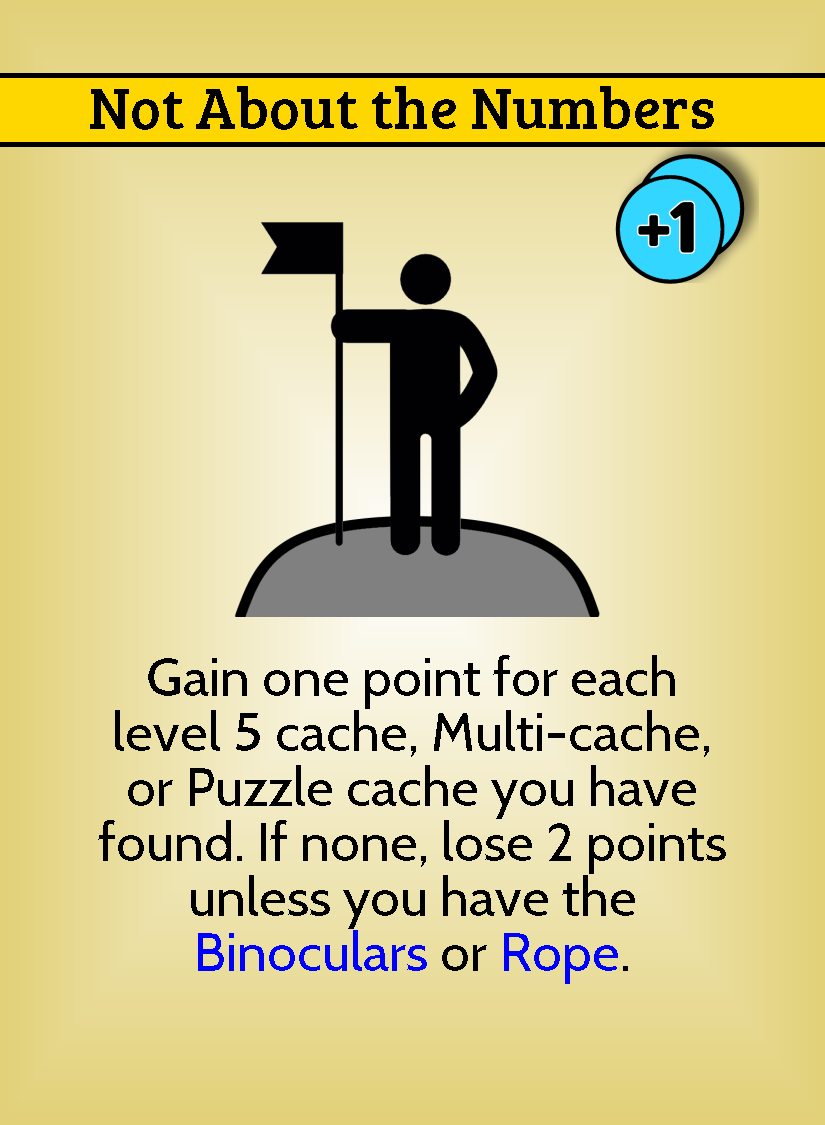 Not About the Numbers
+1
Gain one point for each
level 5 cache, Multi-cache,
or Puzzle cache you have
found. If none, lose 2 points
unless you have the
Binoculars or Rope.